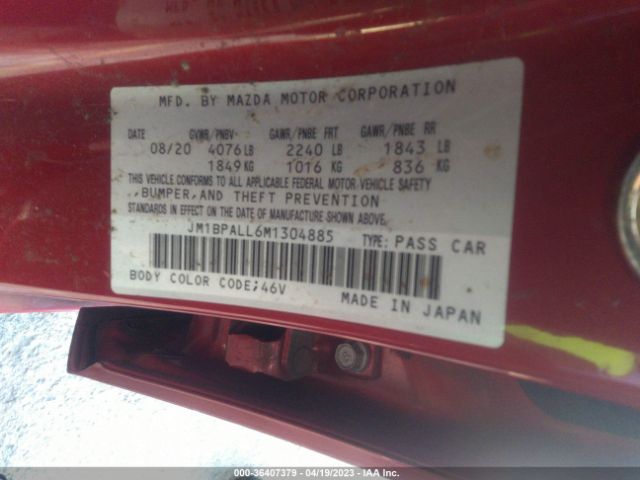 MFD. BY MAZDA MOTOR CORPORATION
DATE GVWR/PNBV GAWR/PNBE FRT GAWR/PNBE RR
08/20 4076 LB 2240 LB 1843 LB
1849 KG 1016 KG 836 KG
THIS VEHICLE CONFORMS TO ALL APPLICABLE FEDERAL MOTOR VEHICLE SAFETY
,BUMPER,AND THEFT PREVENTION
STANDARDS IN EFFECT ON THE DATE OF MANUFACTURE SHOWN ABOVE.
JM1BPALL6M1304885 TYPE: PASS CAR
BODY COLOR CODE;46V
MADE IN JAPAN
000-36407379 - 04/19/2023 - IAA Inc.